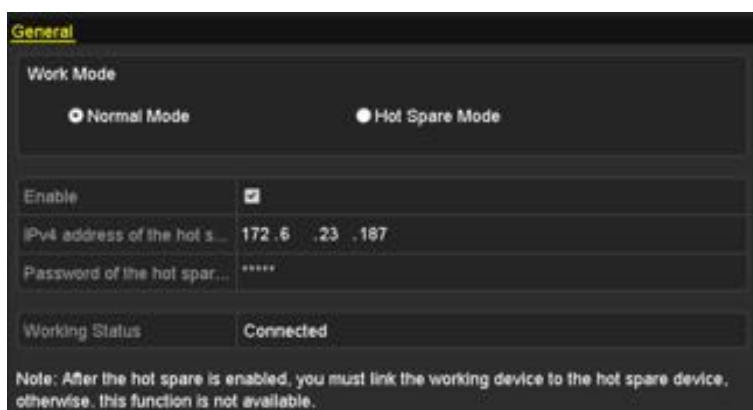 General
Work Mode
Normal Mode Hot Spare Mode
Enable
IPv4 address of the hot s... 172 .6 .23 .187
Password of the hot spar... *****
Working Status Connected
Note: After the hot spare is enabled, you must link the working device to the hot spare device,
otherwise. this function is not available.